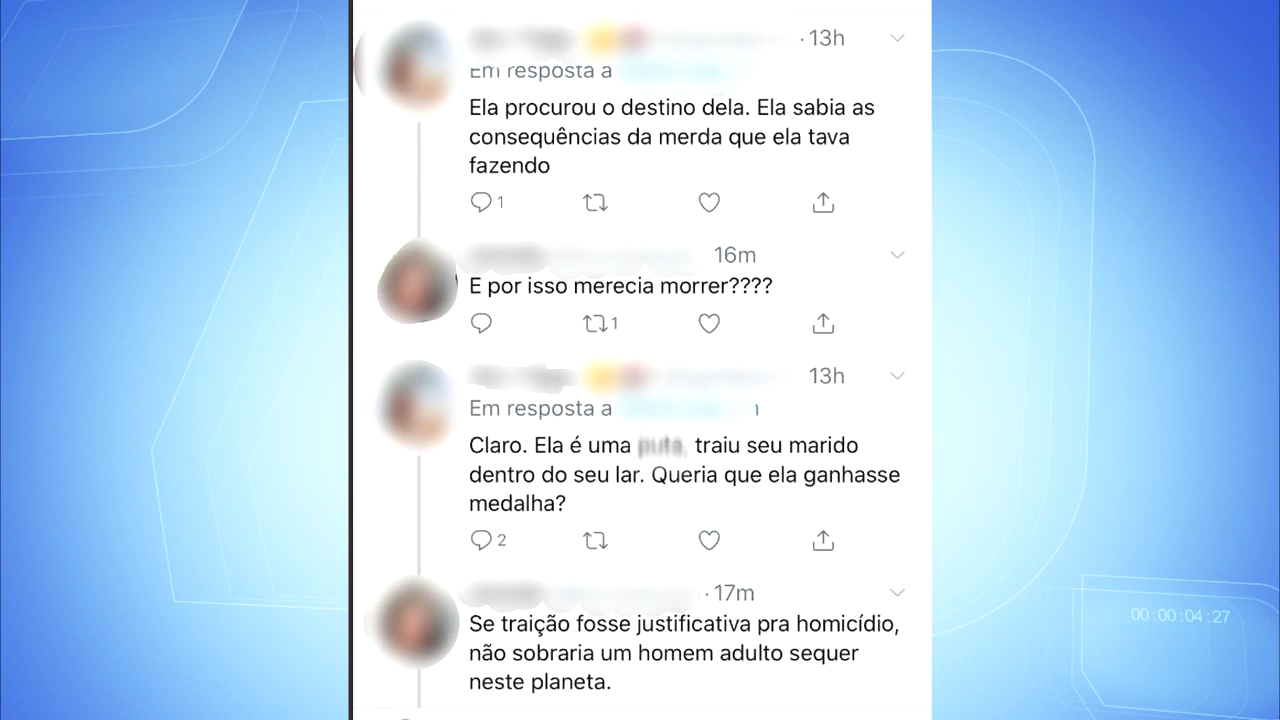 · 13h
Em resposta a
Ela procurou o destino dela. Ela sabia as
consequências da merda que ela tava
fazendo
1
16m
E por isso merecia morrer????
1
13h
Em resposta a
Claro. Ela é uma puta, traiu seu marido
dentro do seu lar. Queria que ela ganhasse
medalha?
2
· 17m
Se traição fosse justificativa pra homicídio,
não sobraria um homem adulto sequer
neste planeta.
00:00:04:27